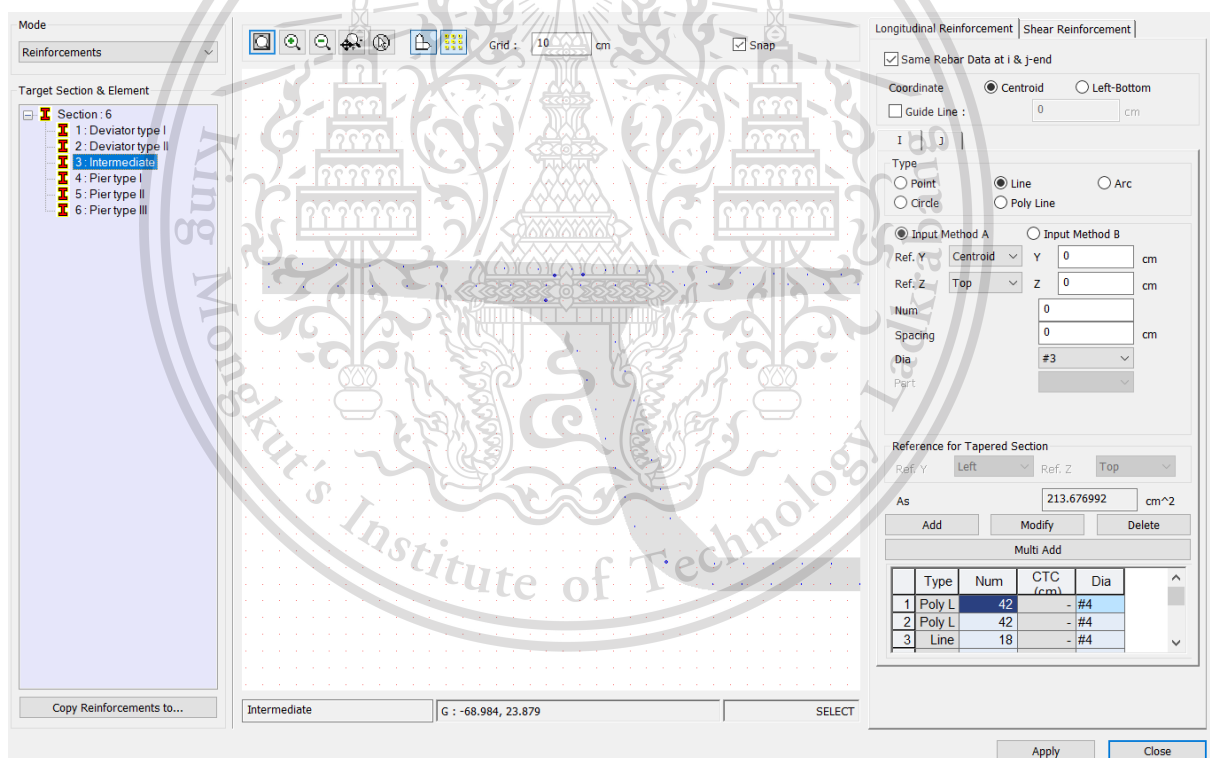 Mode
Reinforcements
Target Section & Element
Section : 6
1 : Deviator type I
2 : Deviator type II
3 : Intermediate
4 : Pier type I
5 : Pier type II
6 : Pier type III
Copy Reinforcements to...
Grid : 10 cm
Snap
King Mongkut's Institute of Technology Ladkrabang
Intermediate
G : -68.984, 23.879
SELECT
Longitudinal Reinforcement
Shear Reinforcement
Same Rebar Data at i & j-end
Coordinate Centroid Left-Bottom
Guide Line : 0 cm
I J
Type
Point Line Arc
Circle Poly Line
Input Method A Input Method B
Ref. Y Centroid Y 0 cm
Ref. Z Top Z 0 cm
Num 0
Spacing 0 cm
Dia #3
Part
Reference for Tapered Section
Ref. Y Left Ref. Z Top
As 213.676992 cm^2
Add Modify Delete
Multi Add
Type Num CTC (cm) Dia
1 Poly L 42 - #4
2 Poly L 42 - #4
3 Line 18 - #4
Apply Close